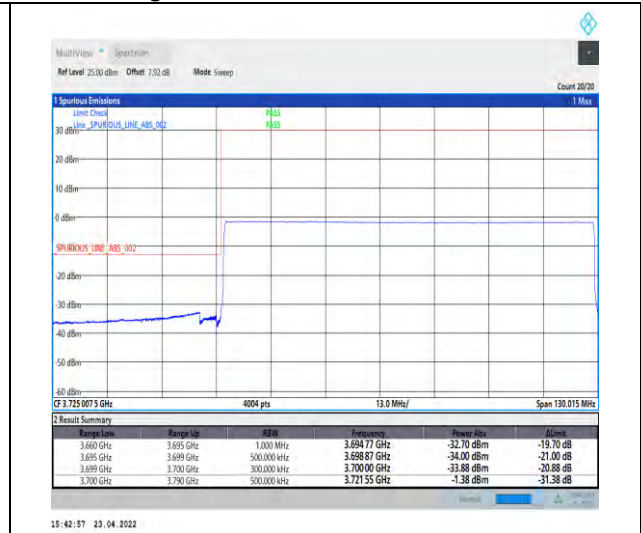 MultiView Spectrum
Ref Level 25.00 dBm Offset 7.92 dB Mode Sweep
Count 20/20
1 Spurious Emissions 1 Max
Limit Check PASS
Line _SPURIOUS_LINE_ABS_002 PASS
30 dBm
20 dBm
10 dBm
0 dBm
SPURIOUS_LINE_ABS_002
-20 dBm
-30 dBm
-40 dBm
-50 dBm
-60 dBm
CF 3.725 007 5 GHz 4004 pts 13.0 MHz/ Span 130.015 MHz
2 Result Summary
Range Low Range Up RBW Frequency Power Abs ΔLimit
3.660 GHz 3.695 GHz 1.000 MHz 3.694 77 GHz -32.70 dBm -19.70 dB
3.695 GHz 3.699 GHz 500.000 kHz 3.698 87 GHz -34.00 dBm -21.00 dB
3.699 GHz 3.700 GHz 300.000 kHz 3.700 00 GHz -33.88 dBm -20.88 dB
3.700 GHz 3.790 GHz 500.000 kHz 3.721 55 GHz -1.38 dBm -31.38 dB
15:42:57 23.04.2022